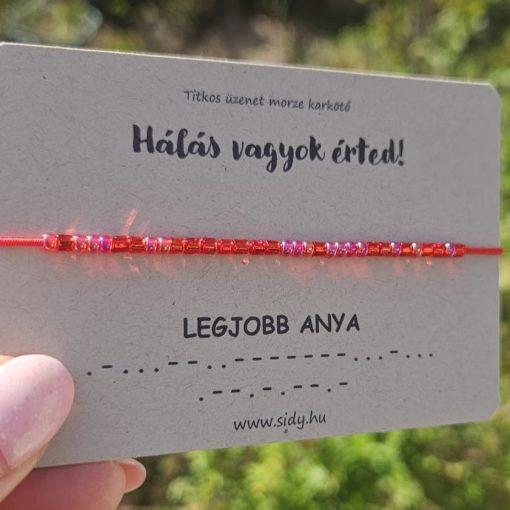 Titkos üzenet morze karkötő
Hálás vagyok érted!
LEGJOBB ANYA
.-...--..-------...-...
.--.-.--.-
www.sidy.hu